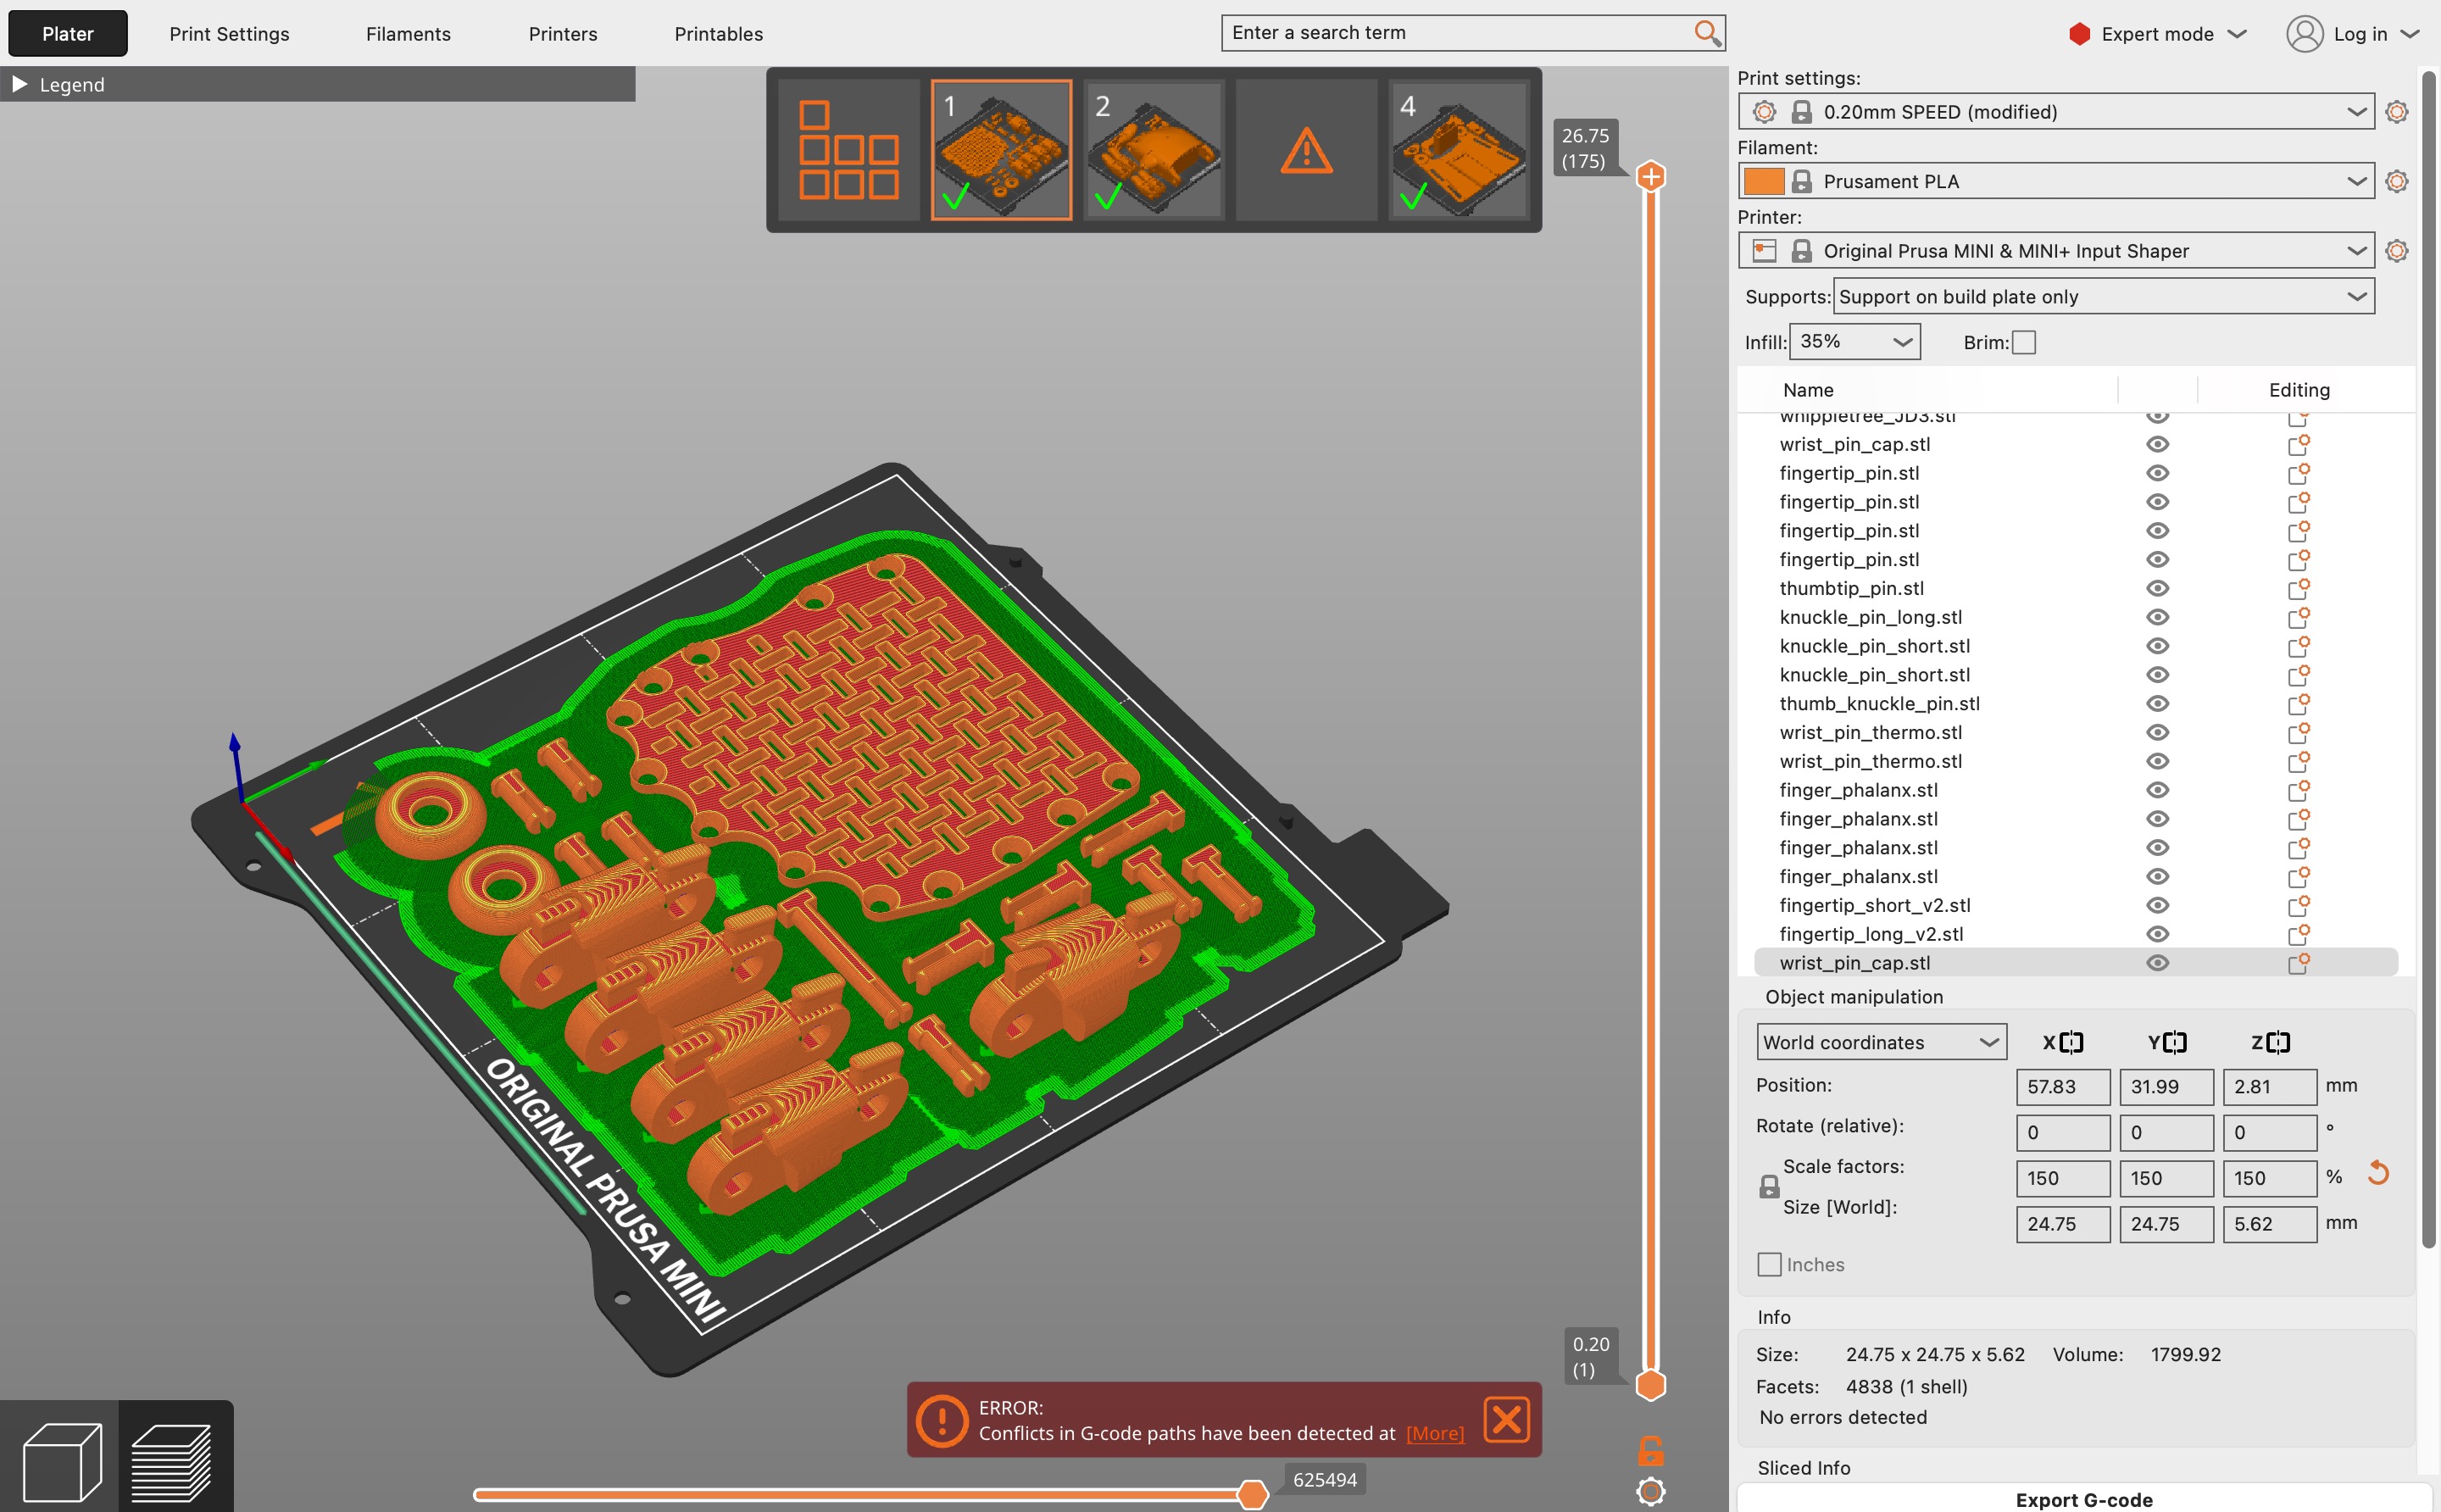 Plater Print Settings Filaments Printers Printables Enter a search term Expert mode Log in
Legend
1 2 4
26.75
(175)
0.20
(1)
ORIGINAL PRUSA MINI
ERROR:
Conflicts in G-code paths have been detected at [More]
625494
Print settings:
0.20mm SPEED (modified)
Filament:
Prusament PLA
Printer:
Original Prusa MINI & MINI+ Input Shaper
Supports: Support on build plate only
Infill: 35% Brim:
Name Editing
whippletree_JD3.stl
wrist_pin_cap.stl
fingertip_pin.stl
fingertip_pin.stl
fingertip_pin.stl
fingertip_pin.stl
thumbtip_pin.stl
knuckle_pin_long.stl
knuckle_pin_short.stl
knuckle_pin_short.stl
thumb_knuckle_pin.stl
wrist_pin_thermo.stl
wrist_pin_thermo.stl
finger_phalanx.stl
finger_phalanx.stl
finger_phalanx.stl
finger_phalanx.stl
fingertip_short_v2.stl
fingertip_long_v2.stl
wrist_pin_cap.stl
Object manipulation
World coordinates X Y Z
Position: 57.83 31.99 2.81 mm
Rotate (relative): 0 0 0 °
Scale factors: 150 150 150 %
Size [World]: 24.75 24.75 5.62 mm
Inches
Info
Size: 24.75 x 24.75 x 5.62 Volume: 1799.92
Facets: 4838 (1 shell)
No errors detected
Sliced Info
Export G-code